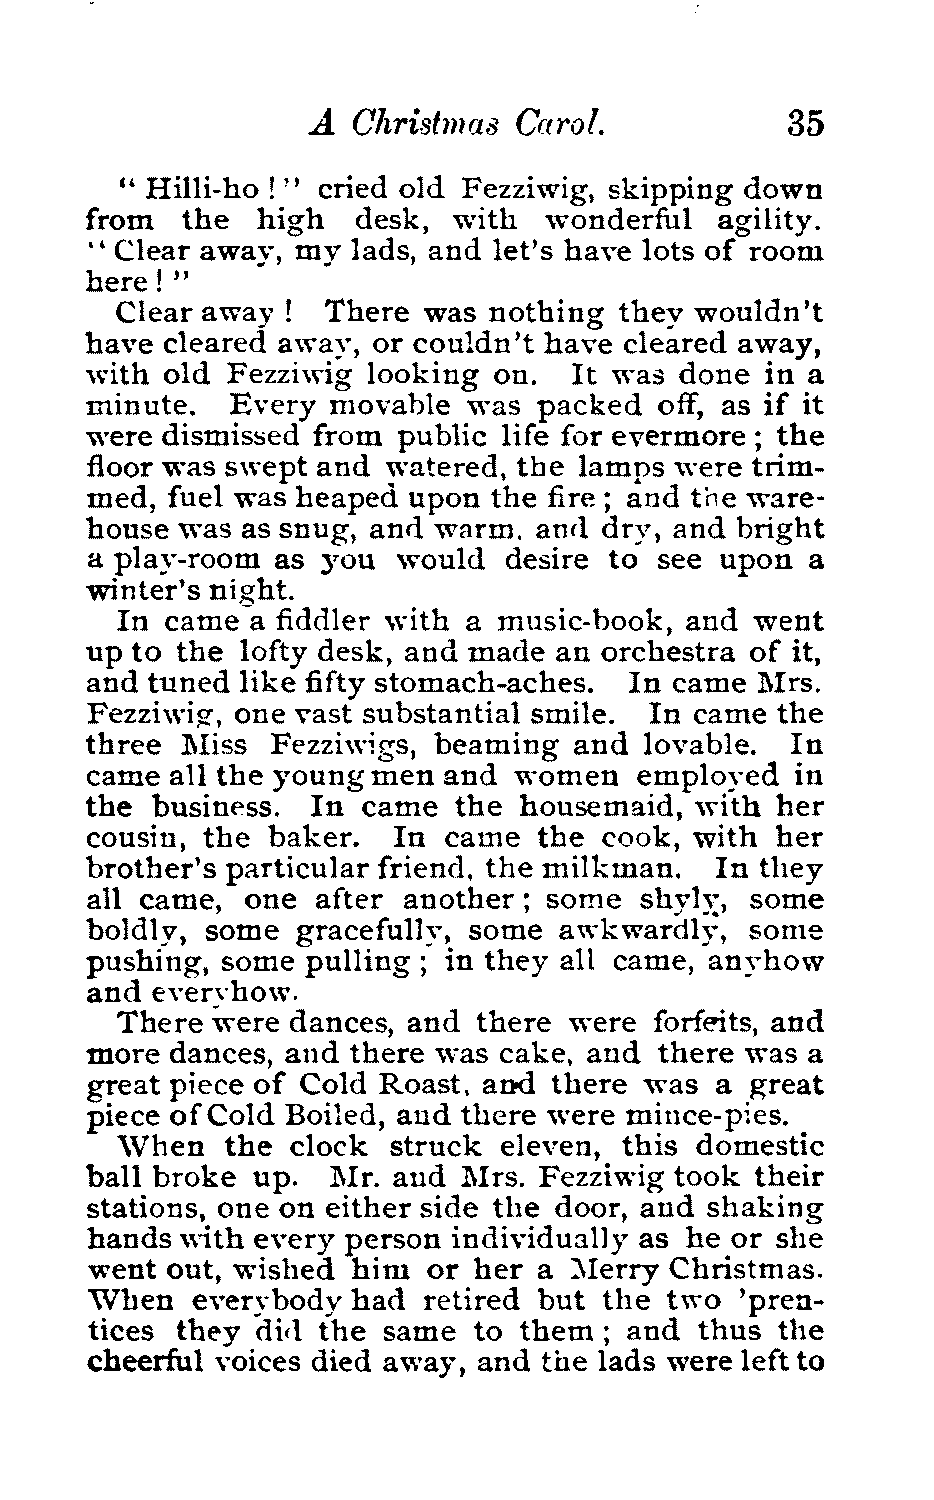 A Christmas Carol. 35
" Hilli-ho ! " cried old Fezziwig, skipping down
from the high desk, with wonderful agility.
" Clear away, my lads, and let's have lots of room
here ! "
Clear away ! There was nothing they wouldn't
have cleared away, or couldn't have cleared away,
with old Fezziwig looking on. It was done in a
minute. Every movable was packed off, as if it
were dismissed from public life for evermore ; the
floor was swept and watered, the lamps were trim-
med, fuel was heaped upon the fire ; and the ware-
house was as snug, and warm, and dry, and bright
a play-room as you would desire to see upon a
winter's night.
In came a fiddler with a music-book, and went
up to the lofty desk, and made an orchestra of it,
and tuned like fifty stomach-aches. In came Mrs.
Fezziwig, one vast substantial smile. In came the
three Miss Fezziwigs, beaming and lovable. In
came all the young men and women employed in
the business. In came the housemaid, with her
cousin, the baker. In came the cook, with her
brother's particular friend, the milkman. In they
all came, one after another ; some shyly, some
boldly, some gracefully, some awkwardly, some
pushing, some pulling ; in they all came, anyhow
and everyhow.
There were dances, and there were forfeits, and
more dances, and there was cake, and there was a
great piece of Cold Roast, and there was a great
piece of Cold Boiled, and there were mince-pies.
When the clock struck eleven, this domestic
ball broke up. Mr. and Mrs. Fezziwig took their
stations, one on either side the door, and shaking
hands with every person individually as he or she
went out, wished him or her a Merry Christmas.
When everybody had retired but the two 'pren-
tices they did the same to them ; and thus the
cheerful voices died away, and the lads were left to